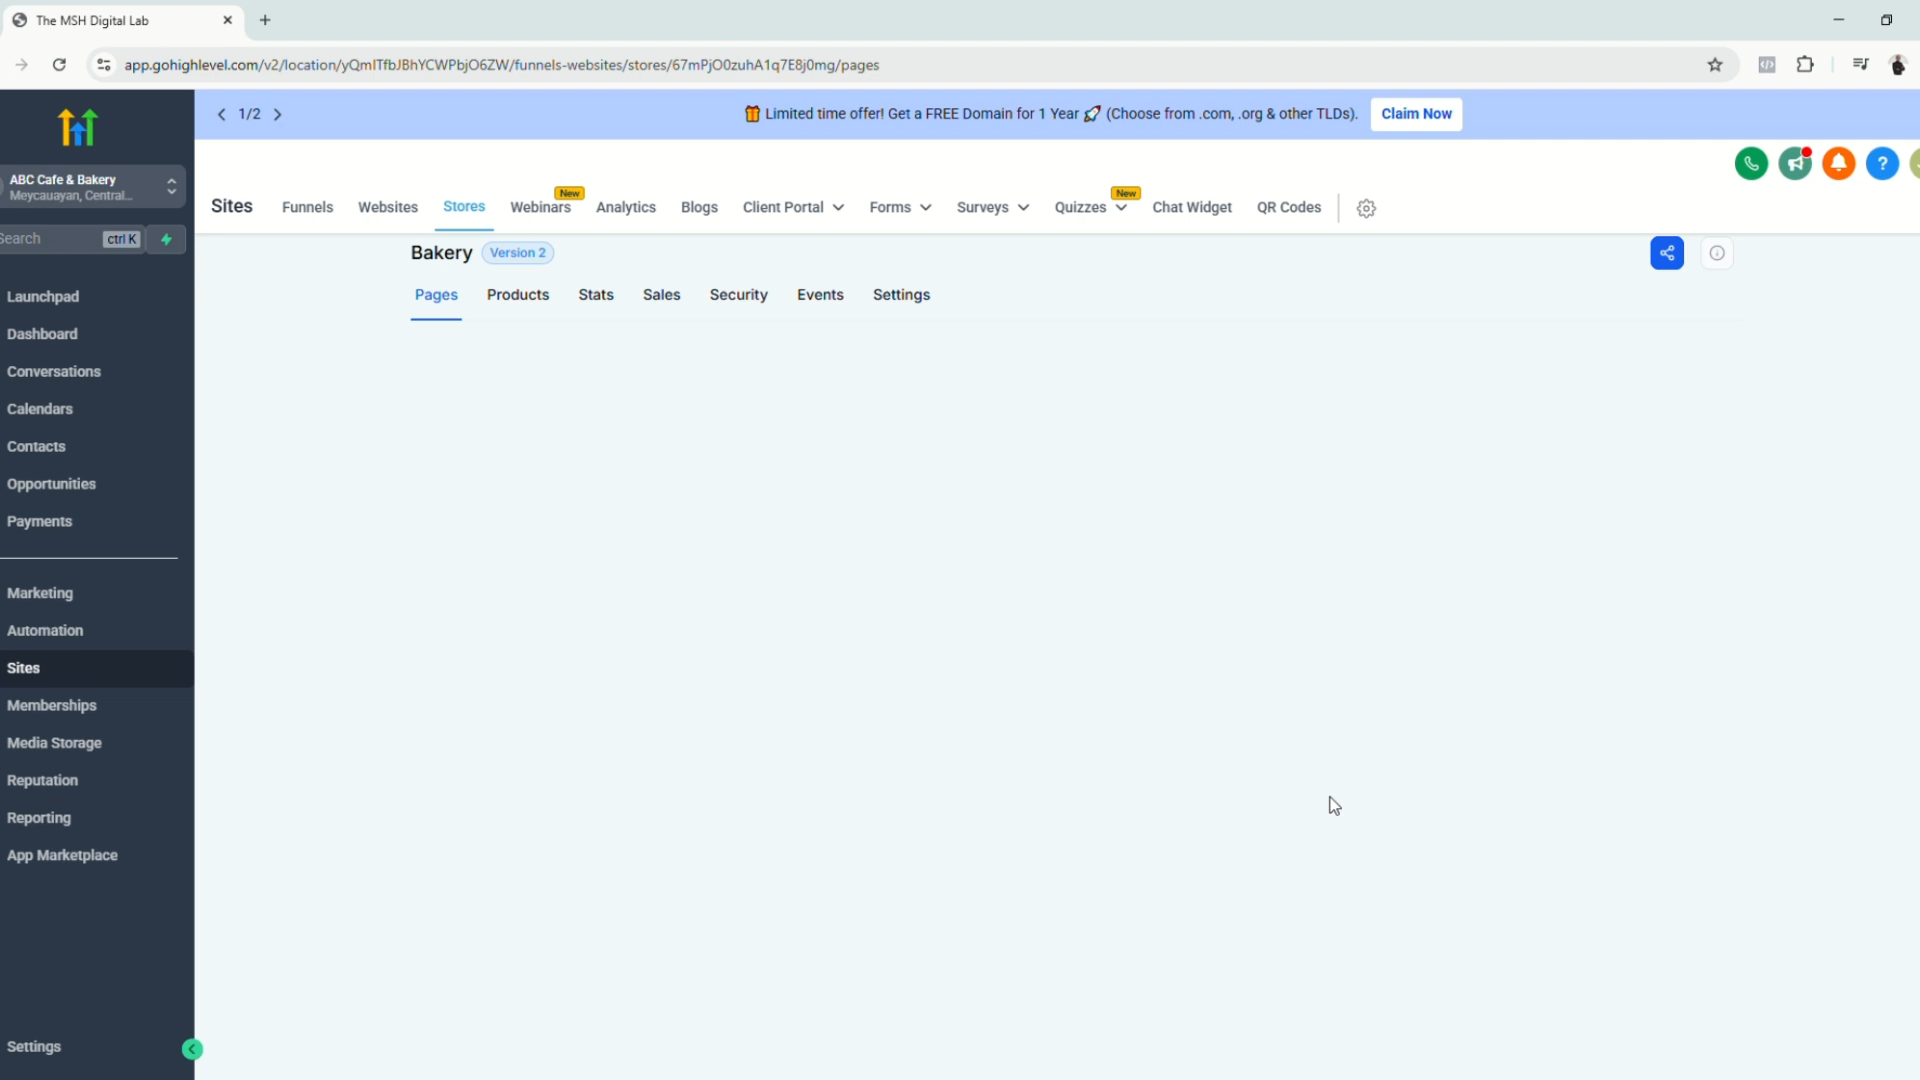 The MSH Digital Lab
app.gohighlevel.com/v2/location/yQmITfbJBhYCWPbjO6ZW/funnels-websites/stores/67mPjO0zuhA1q7E8j0mg/pages
1/2
Limited time offer! Get a FREE Domain for 1 Year 🚀 (Choose from .com, .org & other TLDs).
Claim Now
ABC Cafe & Bakery
Meycauayan, Central...
Search
ctrl K
Sites
Funnels
Websites
Stores
Webinars
New
Analytics
Blogs
Client Portal
Forms
Surveys
Quizzes
New
Chat Widget
QR Codes
Bakery
Version 2
Pages
Products
Stats
Sales
Security
Events
Settings
Launchpad
Dashboard
Conversations
Calendars
Contacts
Opportunities
Payments
Marketing
Automation
Sites
Memberships
Media Storage
Reputation
Reporting
App Marketplace
Settings